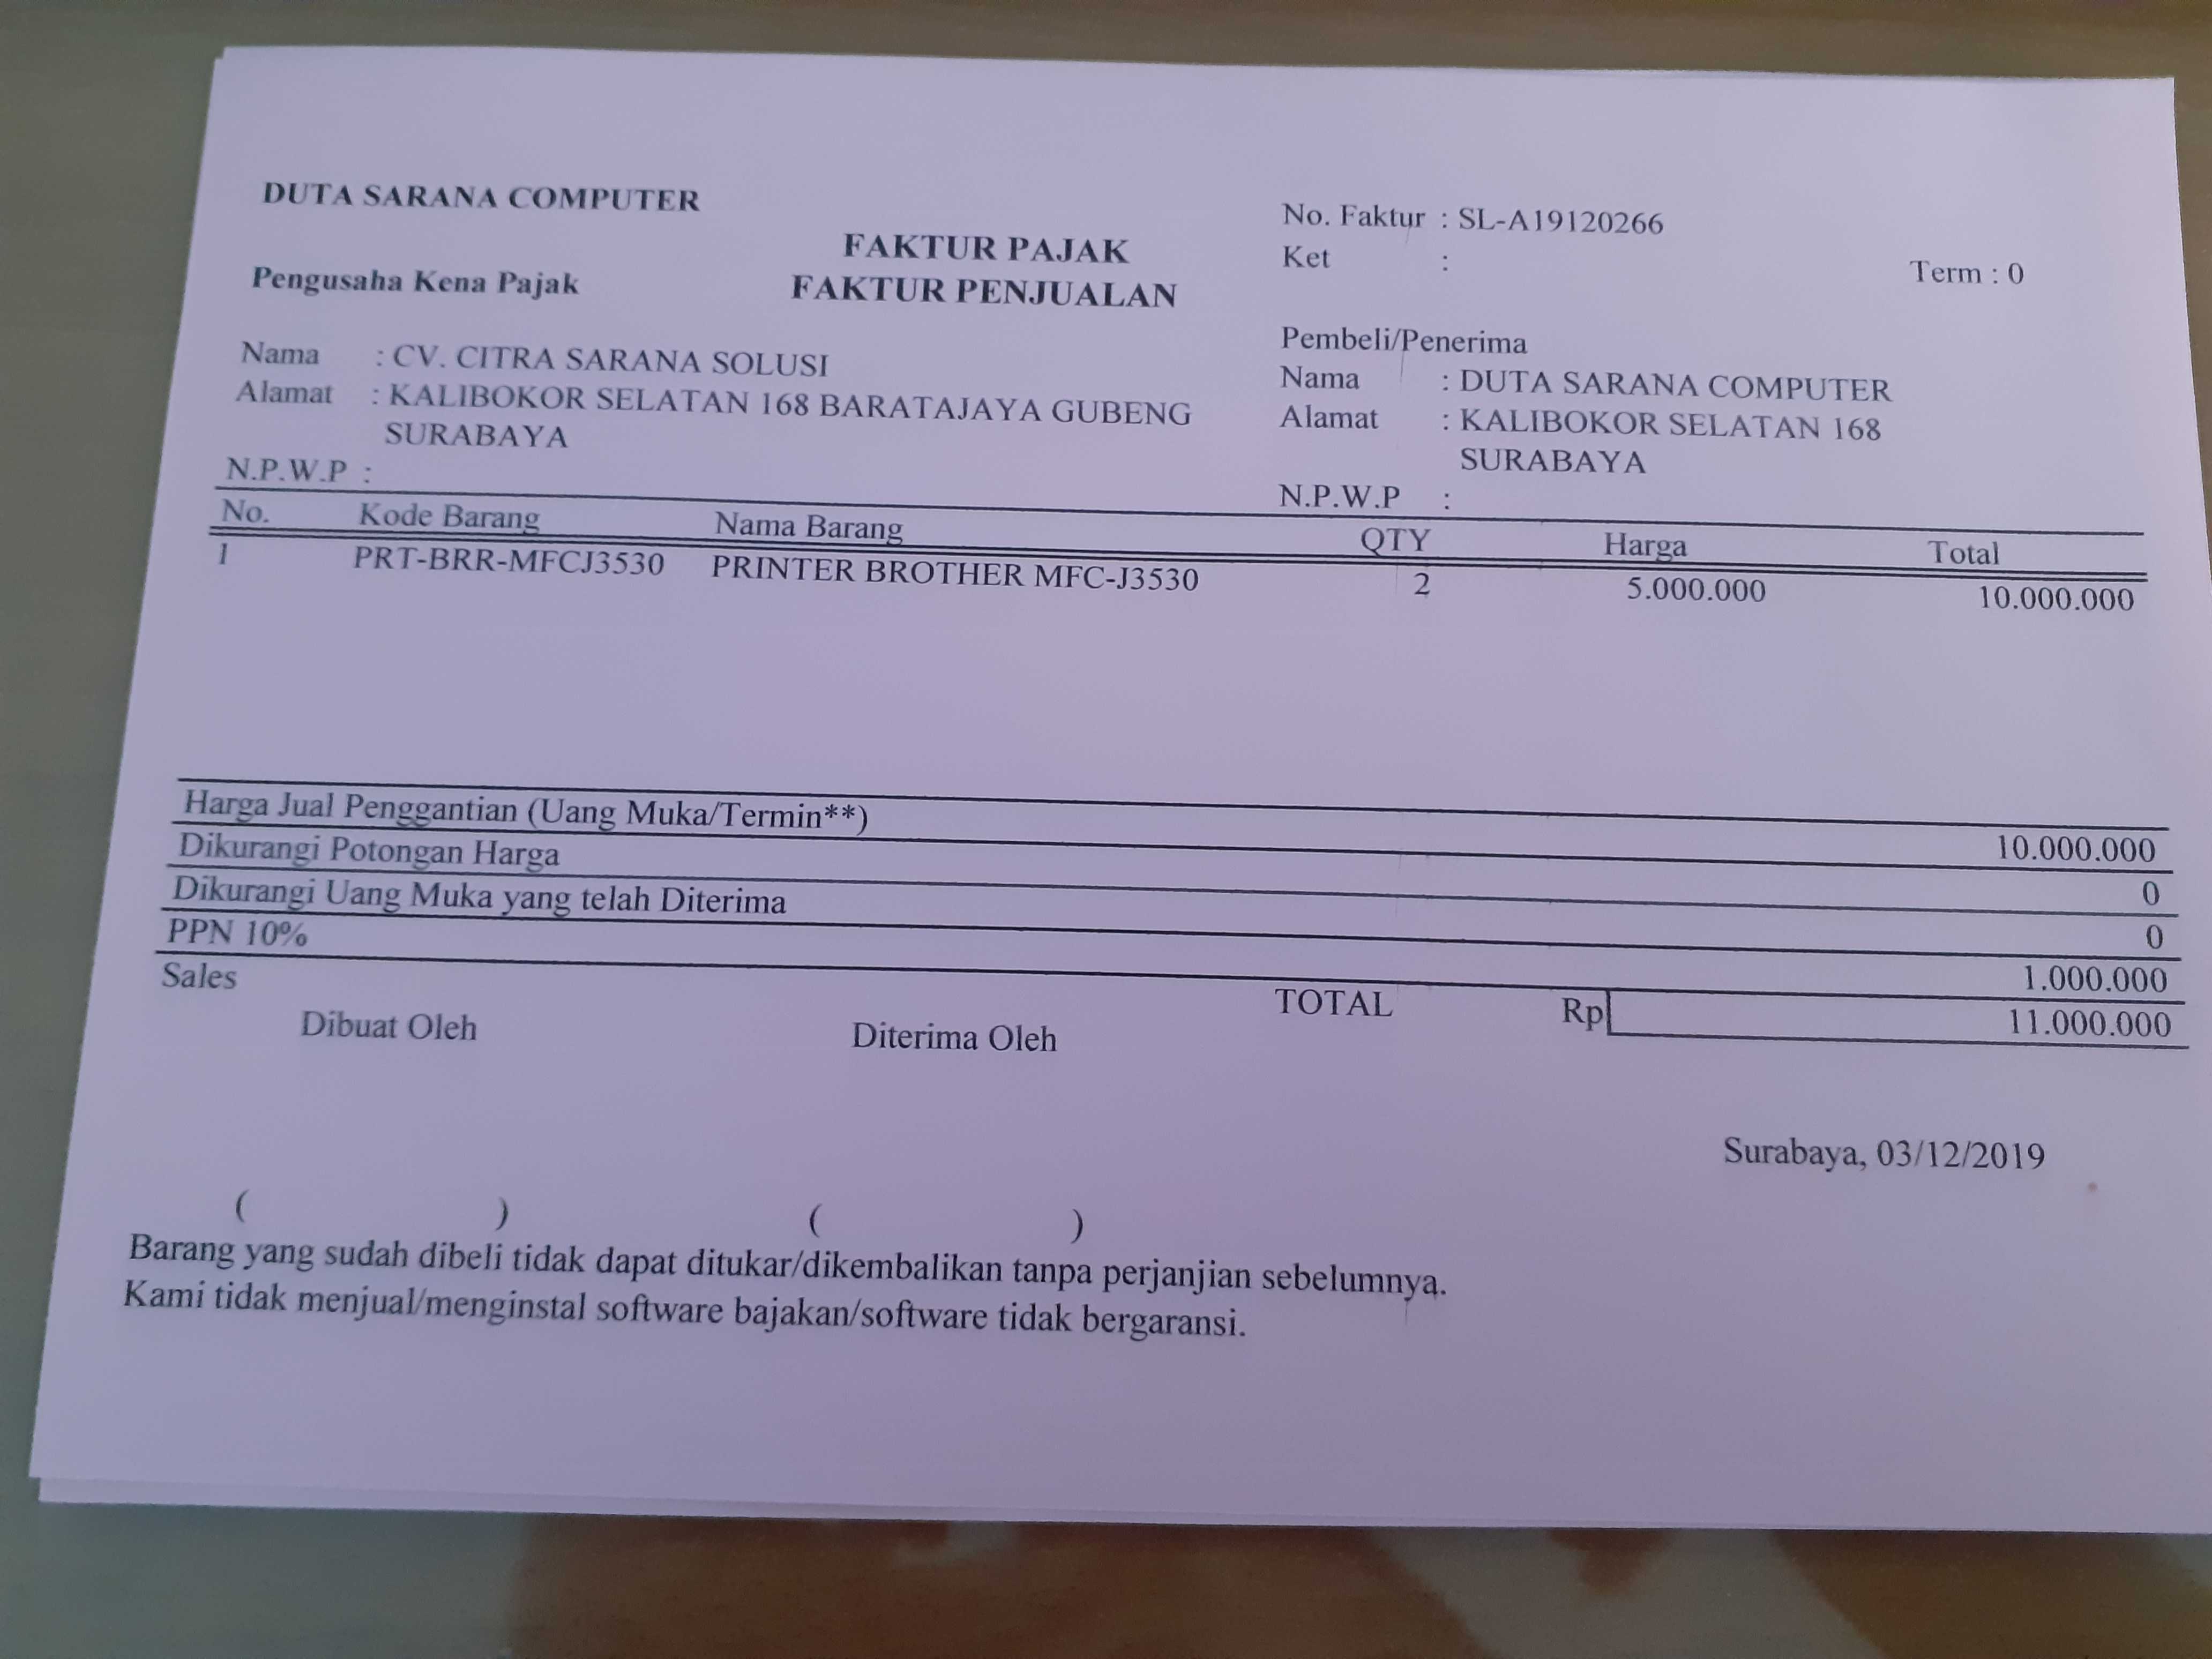 DUTA SARANA COMPUTER
FAKTUR PAJAK
FAKTUR PENJUALAN
No. Faktur : SL-A19120266
Ket :
Term : 0
Pengusaha Kena Pajak
Nama : CV. CITRA SARANA SOLUSI
Alamat : KALIBOKOR SELATAN 168 BARATAJAYA GUBENG
SURABAYA
N.P.W.P :
Pembeli/Penerima
Nama : DUTA SARANA COMPUTER
Alamat : KALIBOKOR SELATAN 168
SURABAYA
N.P.W.P :
No. Kode Barang Nama Barang QTY Harga Total
1 PRT-BRR-MFCJ3530 PRINTER BROTHER MFC-J3530 2 5.000.000 10.000.000
Harga Jual Penggantian (Uang Muka/Termin**) 10.000.000
Dikurangi Potongan Harga 0
Dikurangi Uang Muka yang telah Diterima 0
PPN 10% 1.000.000
Sales TOTAL Rp 11.000.000
Dibuat Oleh Diterima Oleh
Surabaya, 03/12/2019
( ) ( )
Barang yang sudah dibeli tidak dapat ditukar/dikembalikan tanpa perjanjian sebelumnya.
Kami tidak menjual/menginstal software bajakan/software tidak bergaransi.